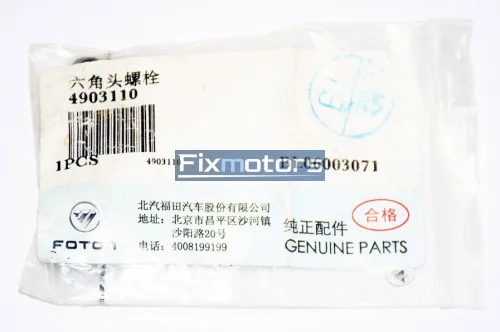 六角头螺栓
4903110
1PCS
4903110
BL06003071
Fixmotors
北汽福田汽车股份有限公司
地址：北京市昌平区沙河镇
沙阳路20号
电话：4008199199
FOTON
纯正配件
合格
GENUINE PARTS